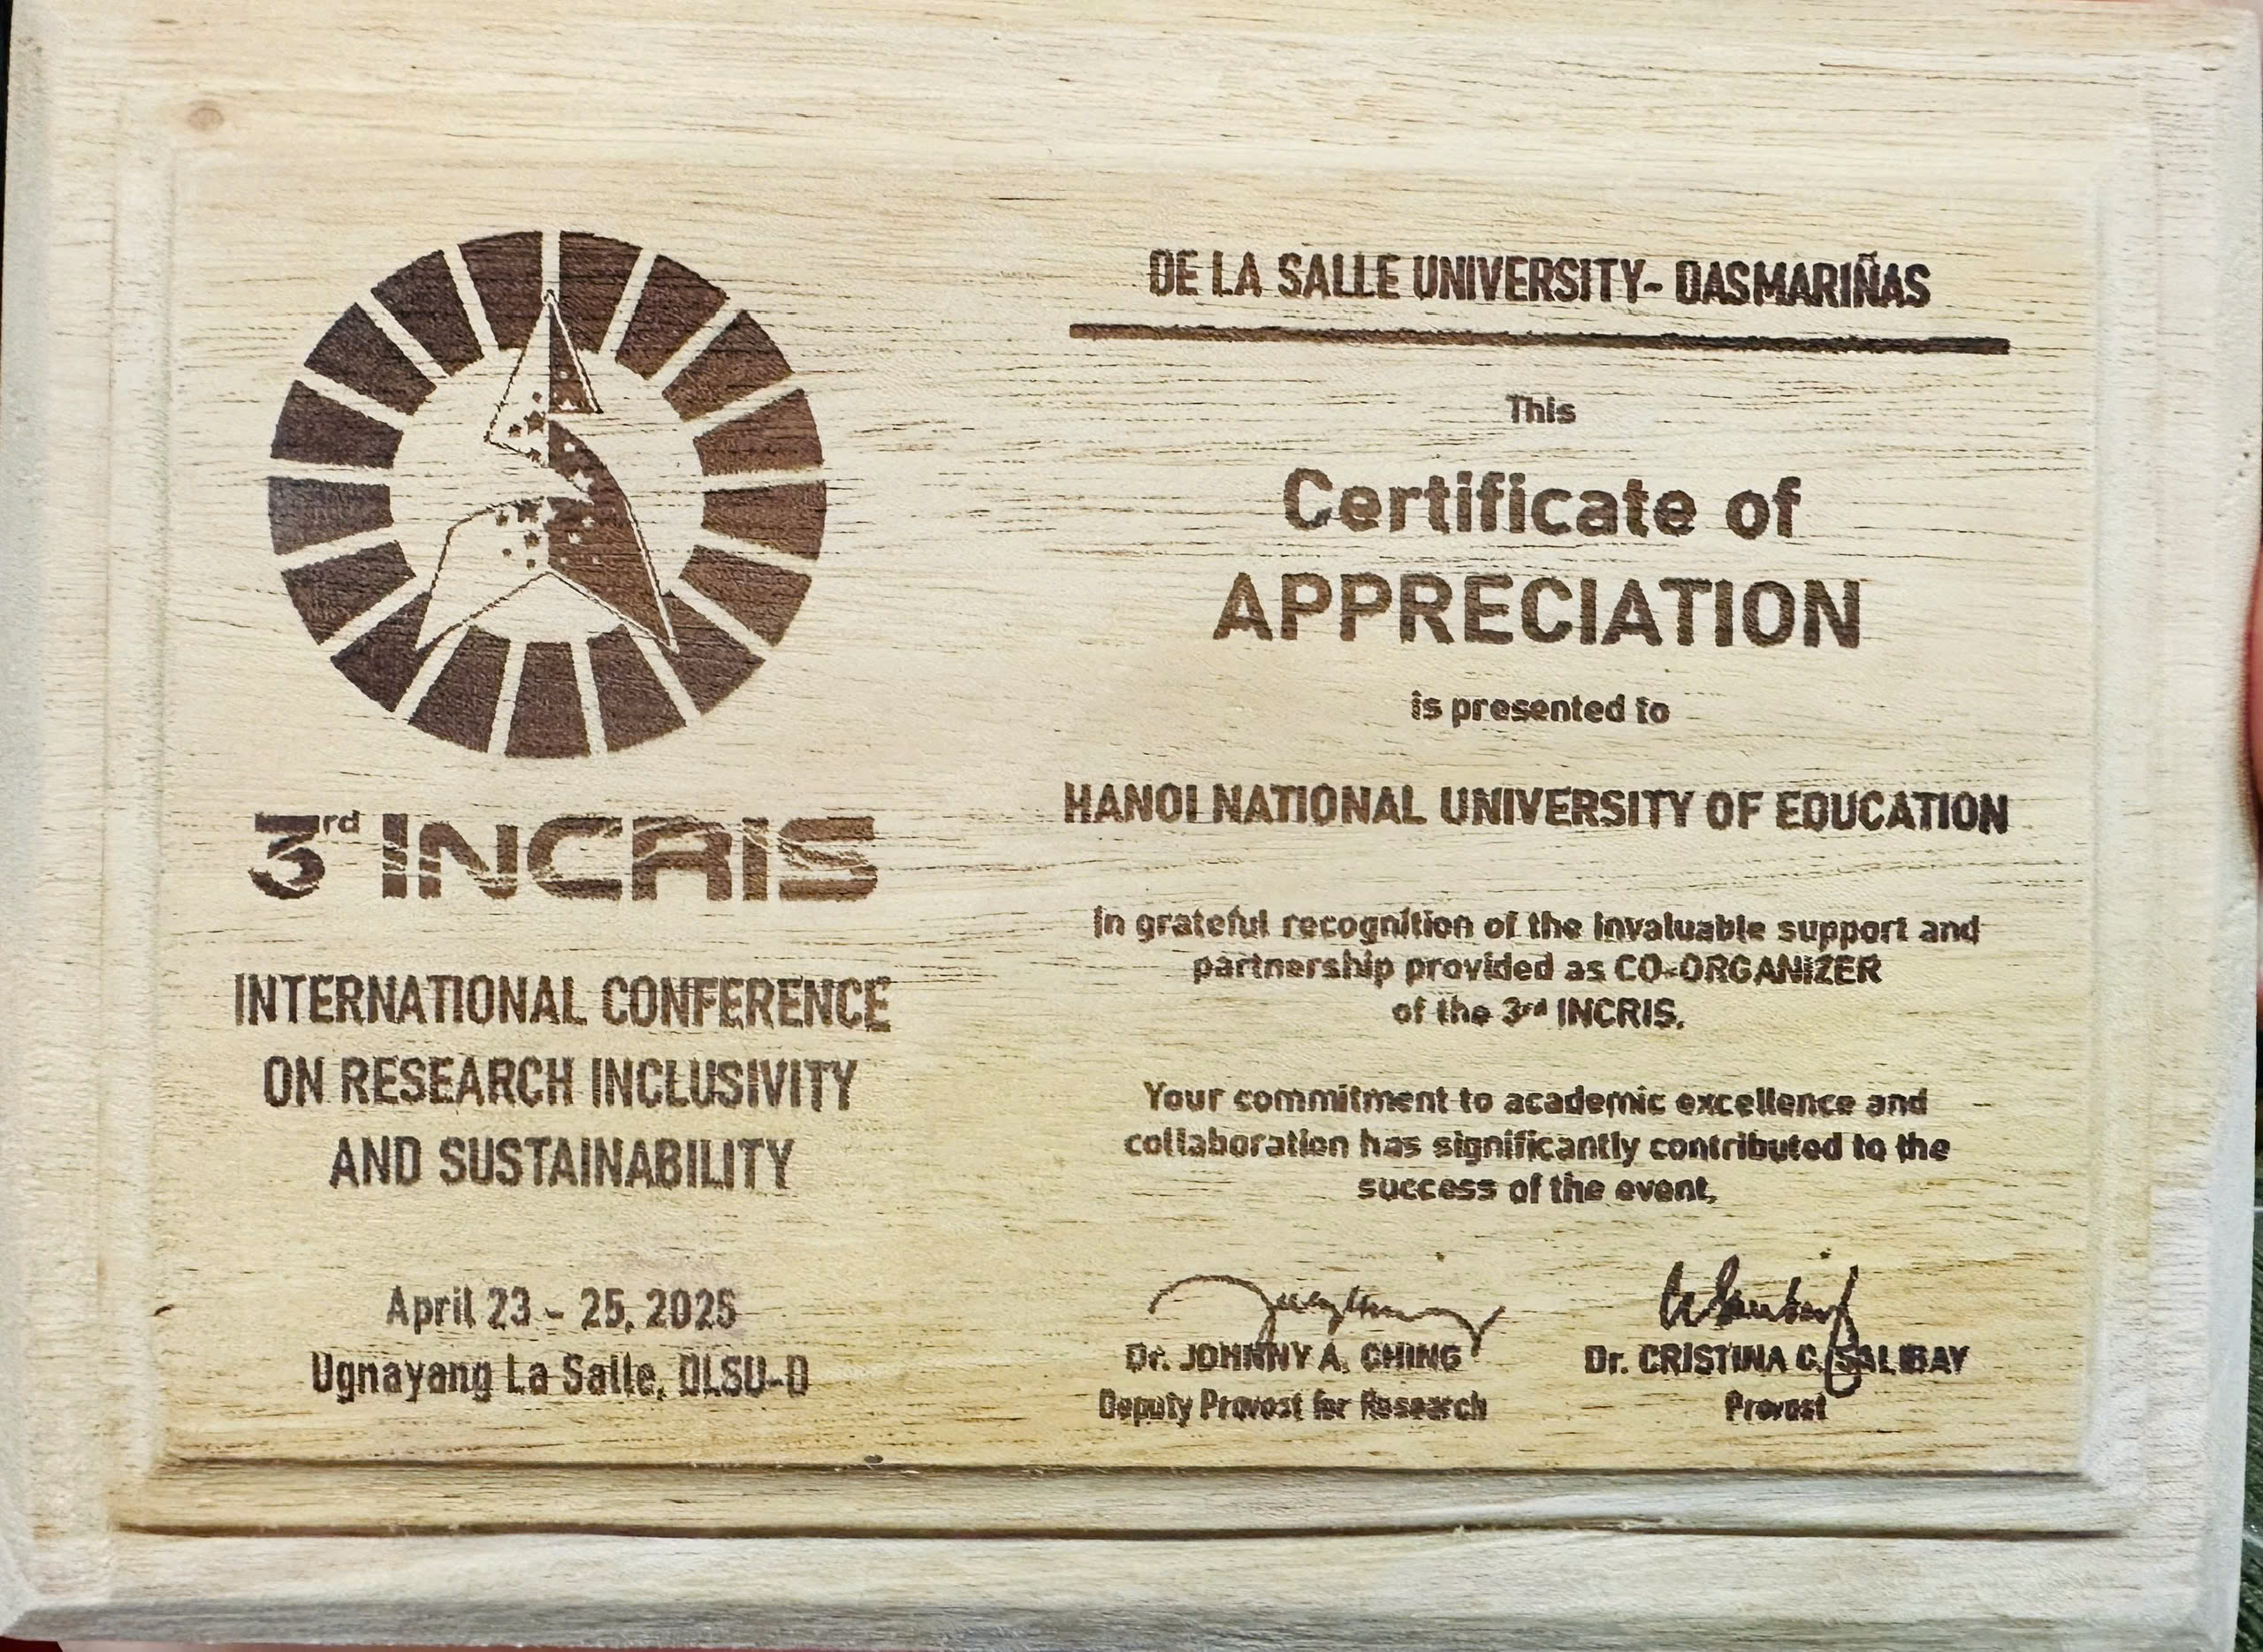 3rd INCRIS
INTERNATIONAL CONFERENCE
ON RESEARCH INCLUSIVITY
AND SUSTAINABILITY
April 23 - 25, 2025
Ugnayang La Salle, DLSU-D
DE LA SALLE UNIVERSITY- DASMARIÑAS
This
Certificate of
APPRECIATION
is presented to
HANOI NATIONAL UNIVERSITY OF EDUCATION
In grateful recognition of the invaluable support and
partnership provided as CO-ORGANIZER
of the 3rd INCRIS.
Your commitment to academic excellence and
collaboration has significantly contributed to the
success of the event.
Dr. JOHNNY A. CHING
Deputy Provost for Research
Dr. CRISTINA C. SALIBAY
Provost